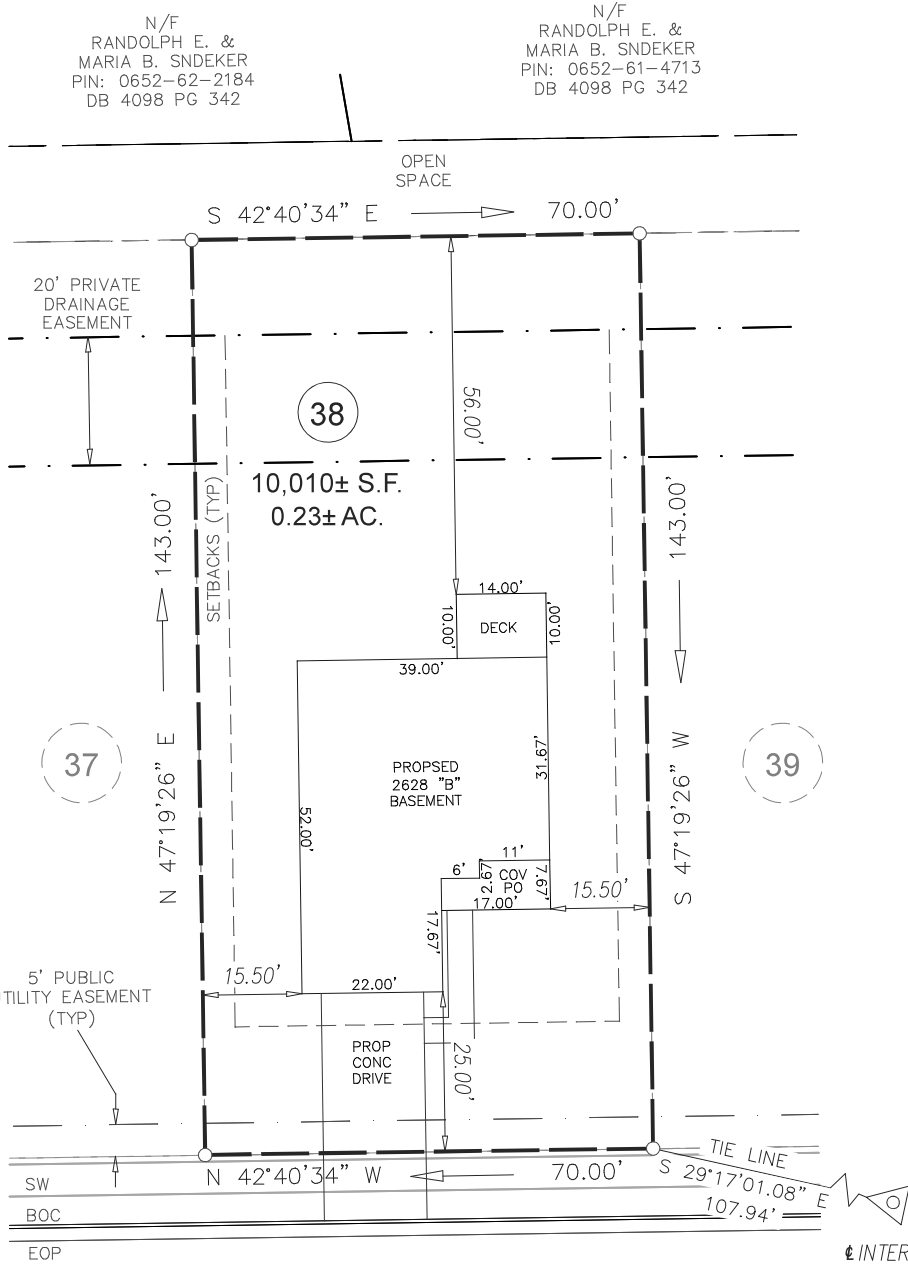 N/F
RANDOLPH E. &
MARIA B. SNDEKER
PIN: 0652-62-2184
DB 4098 PG 342
N/F
RANDOLPH E. &
MARIA B. SNDEKER
PIN: 0652-61-4713
DB 4098 PG 342
OPEN
SPACE
S 42°40'34" E
70.00'
20' PRIVATE
DRAINAGE
EASEMENT
56.00'
38
10,010± S.F.
0.23± AC.
SETBACKS (TYP)
N 47°19'26" E
143.00'
143.00'
S 47°19'26" W
14.00'
10.00'
DECK
10.00'
39.00'
37
39
PROPSED
2628 "B"
BASEMENT
31.67'
52.00'
11'
6'
2.67'
COV
PO
7.67'
17.00'
15.50'
17.67'
15.50'
22.00'
5' PUBLIC
TILITY EASEMENT
(TYP)
PROP
CONC
DRIVE
25.00'
N 42°40'34" W
70.00'
TIE LINE
S 29°17'01.08" E
107.94'
SW
BOC
EOP
℄ INTER